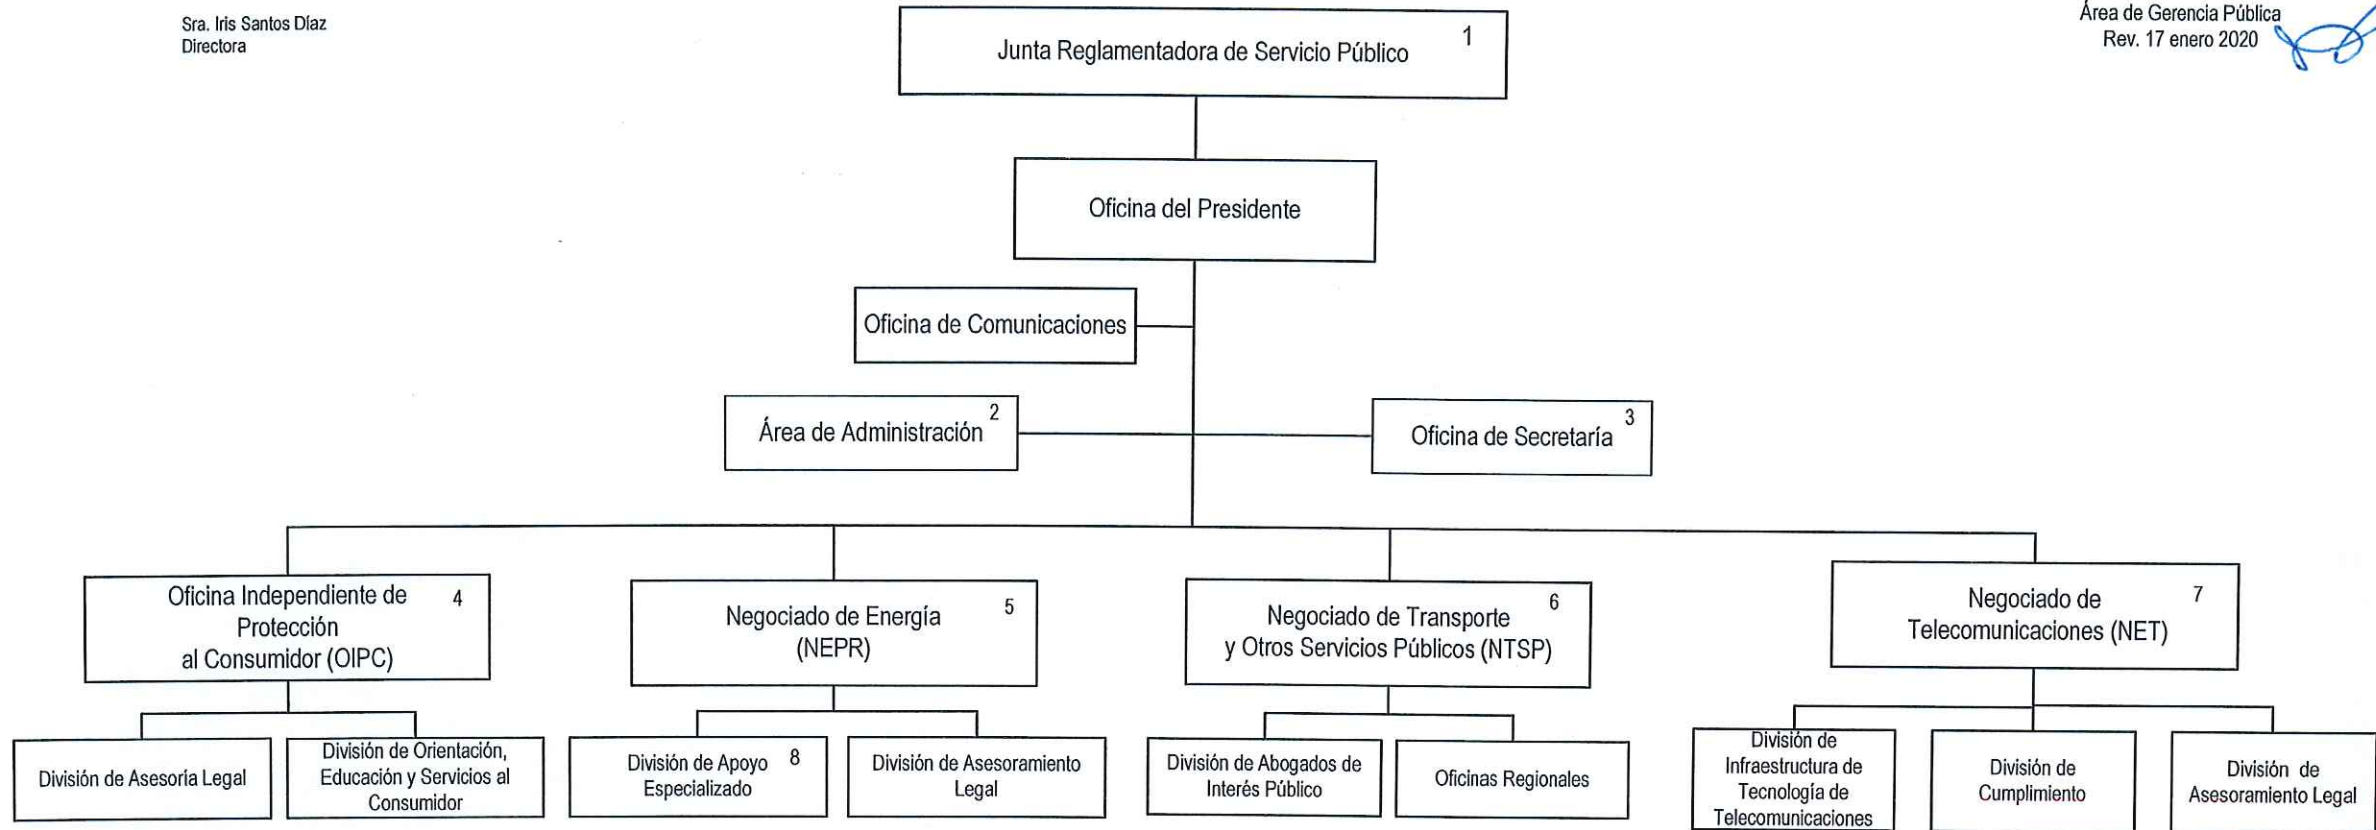 Sra. Iris Santos Díaz
Directora
Área de Gerencia Pública
Rev. 17 enero 2020
Junta Reglamentadora de Servicio Público 1
Oficina del Presidente
Oficina de Comunicaciones
Área de Administración 2
Oficina de Secretaría 3
Oficina Independiente de 4
Protección
al Consumidor (OIPC)
Negociado de Energía 5
(NEPR)
Negociado de Transporte 6
y Otros Servicios Públicos (NTSP)
Negociado de 7
Telecomunicaciones (NET)
División de Asesoría Legal
División de Orientación,
Educación y Servicios al
Consumidor
División de Apoyo 8
Especializado
División de Asesoramiento
Legal
División de Abogados de
Interés Público
Oficinas Regionales
División de
Infraestructura de
Tecnología de
Telecomunicaciones
División de
Cumplimiento
División de
Asesoramiento Legal